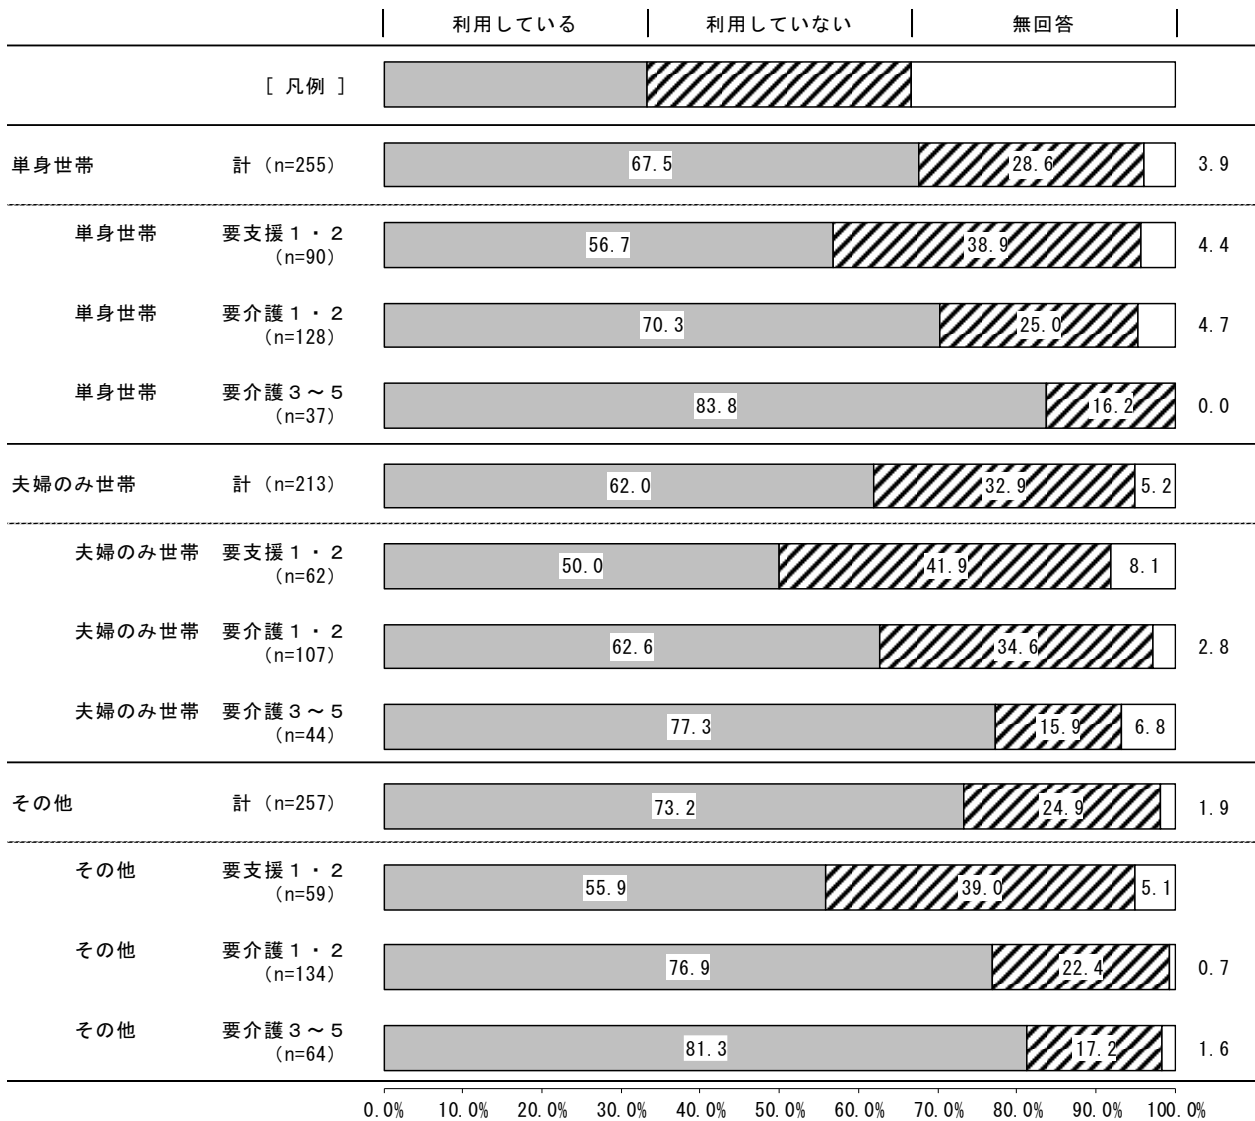 利用している 利用していない 無回答
[ 凡例 ]
単身世帯 計 (n=255) 67.5 28.6 3.9
単身世帯 要支援１・２ 56.7 38.9 4.4
(n=90)
単身世帯 要介護１・２ 70.3 25.0 4.7
(n=128)
単身世帯 要介護３～５ 83.8 16.2 0.0
(n=37)
夫婦のみ世帯 計 (n=213) 62.0 32.9 5.2
夫婦のみ世帯 要支援１・２ 50.0 41.9 8.1
(n=62)
夫婦のみ世帯 要介護１・２ 62.6 34.6 2.8
(n=107)
夫婦のみ世帯 要介護３～５ 77.3 15.9 6.8
(n=44)
その他 計 (n=257) 73.2 24.9 1.9
その他 要支援１・２ 55.9 39.0 5.1
(n=59)
その他 要介護１・２ 76.9 22.4 0.7
(n=134)
その他 要介護３～５ 81.3 17.2 1.6
(n=64)
0.0% 10.0% 20.0% 30.0% 40.0% 50.0% 60.0% 70.0% 80.0% 90.0% 100.0%